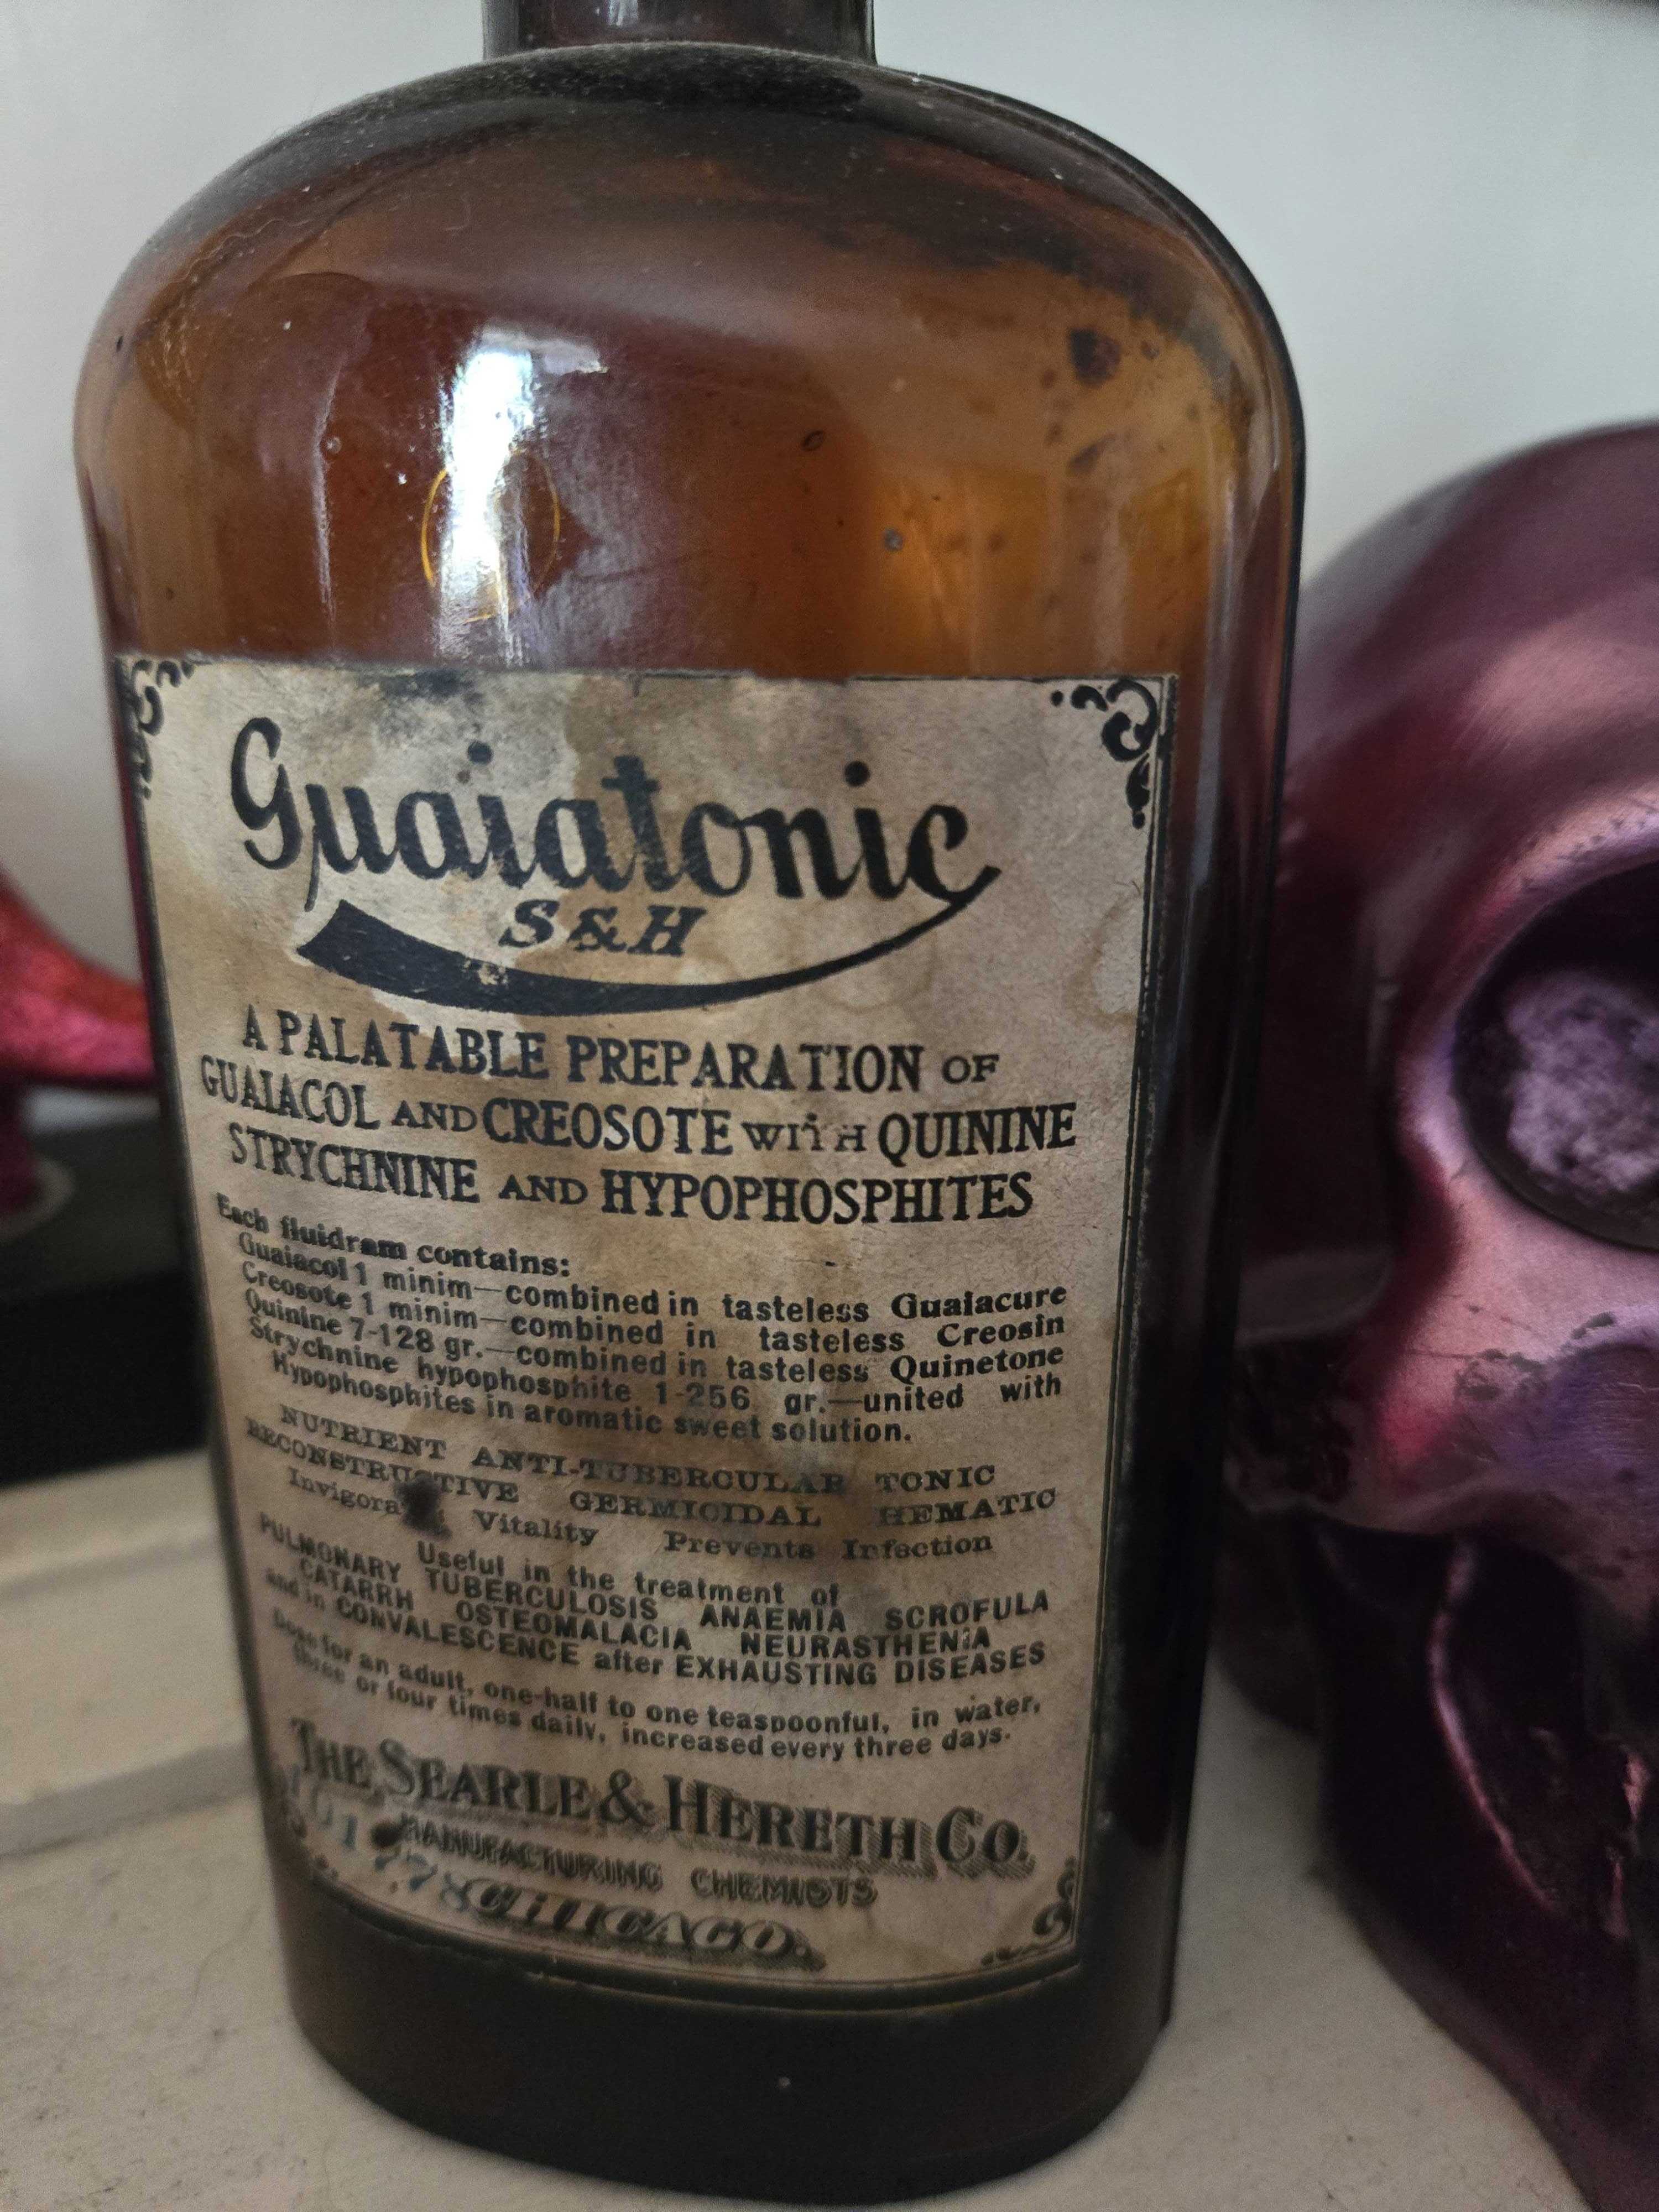 Guaiatonic
S & H
A PALATABLE PREPARATION OF
GUAIACOL AND CREOSOTE WITH QUININE
STRYCHNINE AND HYPOPHOSPHITES
Each fluidram contains:
Guaiacol 1 minim—combined in tasteless Guaiacure
Creosote 1 minim—combined in tasteless Creosin
Quinine 7-128 gr.—combined in tasteless Quinetone
Strychnine hypophosphite 1-256 gr.—united with
Hypophosphites in aromatic sweet solution.
NUTRIENT ANTI-TUBERCULAR TONIC
RECONSTRUCTIVE GERMICIDAL HEMATIC
Vitality Prevents Infection
Useful in the treatment of
PULMONARY TUBERCULOSIS ANAEMIA SCROFULA
CATARRH OSTEOMALACIA NEURASTHENIA
and in CONVALESCENCE after EXHAUSTING DISEASES
Dose for an adult, one-half to one teaspoonful, in water,
three or four times daily, increased every three days.
THE SEARLE & HERETH CO.
MANUFACTURING CHEMISTS
CHICAGO.